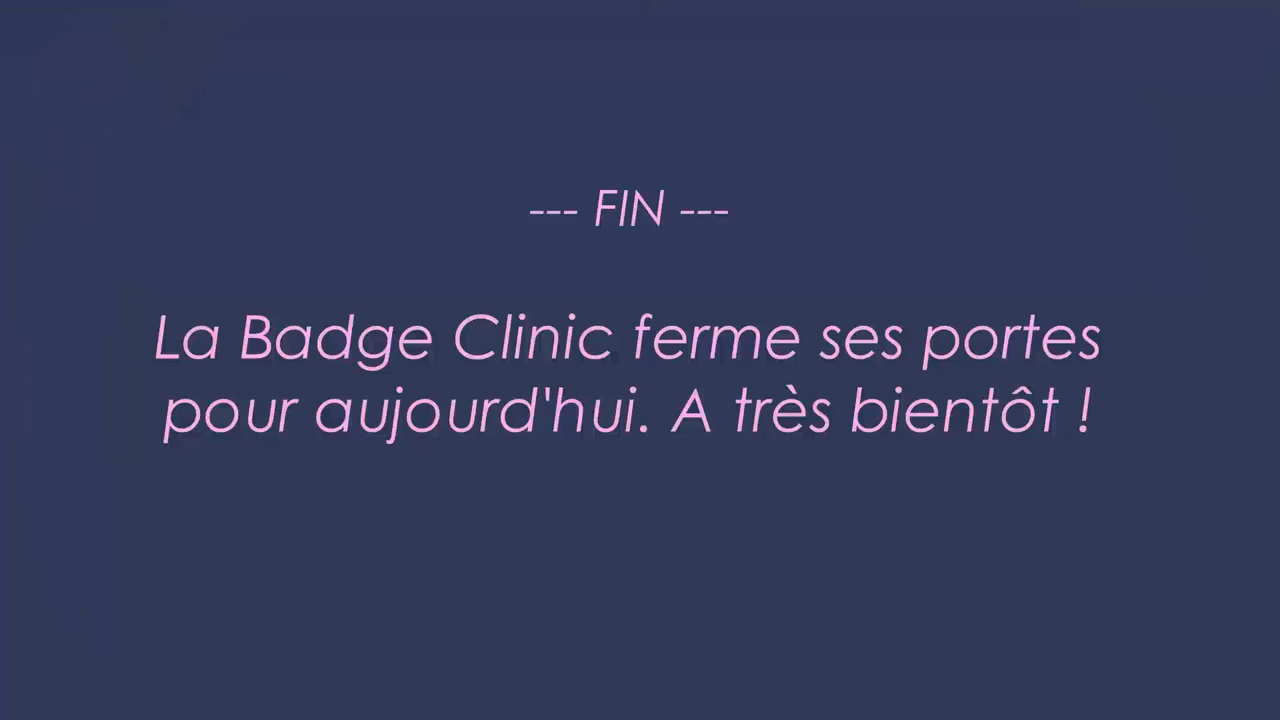 --- FIN ---
La Badge Clinic ferme ses portes
pour aujourd'hui. A très bientôt !